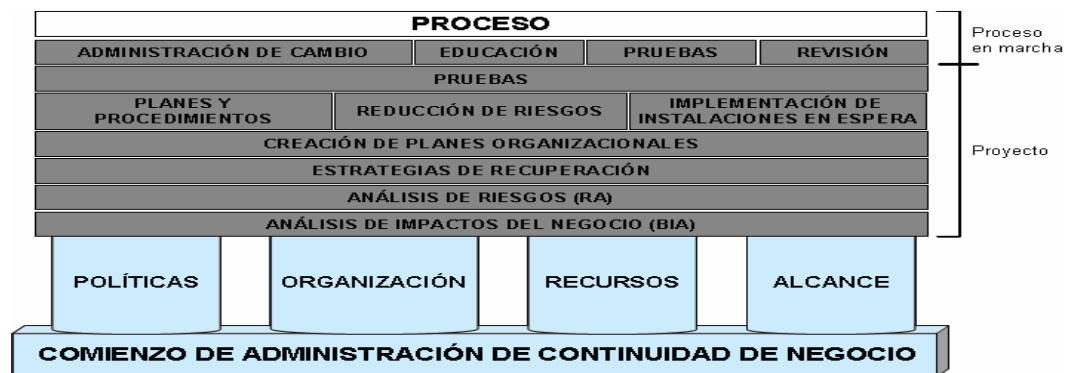 PROCESO
Proceso
en marcha
ADMINISTRACIÓN DE CAMBIO
EDUCACIÓN
PRUEBAS
REVISIÓN
PRUEBAS
PLANES Y
PROCEDIMIENTOS
REDUCCIÓN DE RIESGOS
IMPLEMENTACIÓN DE
INSTALACIONES EN ESPERA
CREACIÓN DE PLANES ORGANIZACIONALES
Proyecto
ESTRATEGIAS DE RECUPERACIÓN
ANÁLISIS DE RIESGOS (RA)
ANÁLISIS DE IMPACTOS DEL NEGOCIO (BIA)
POLÍTICAS
ORGANIZACIÓN
RECURSOS
ALCANCE
COMIENZO DE ADMINISTRACIÓN DE CONTINUIDAD DE NEGOCIO